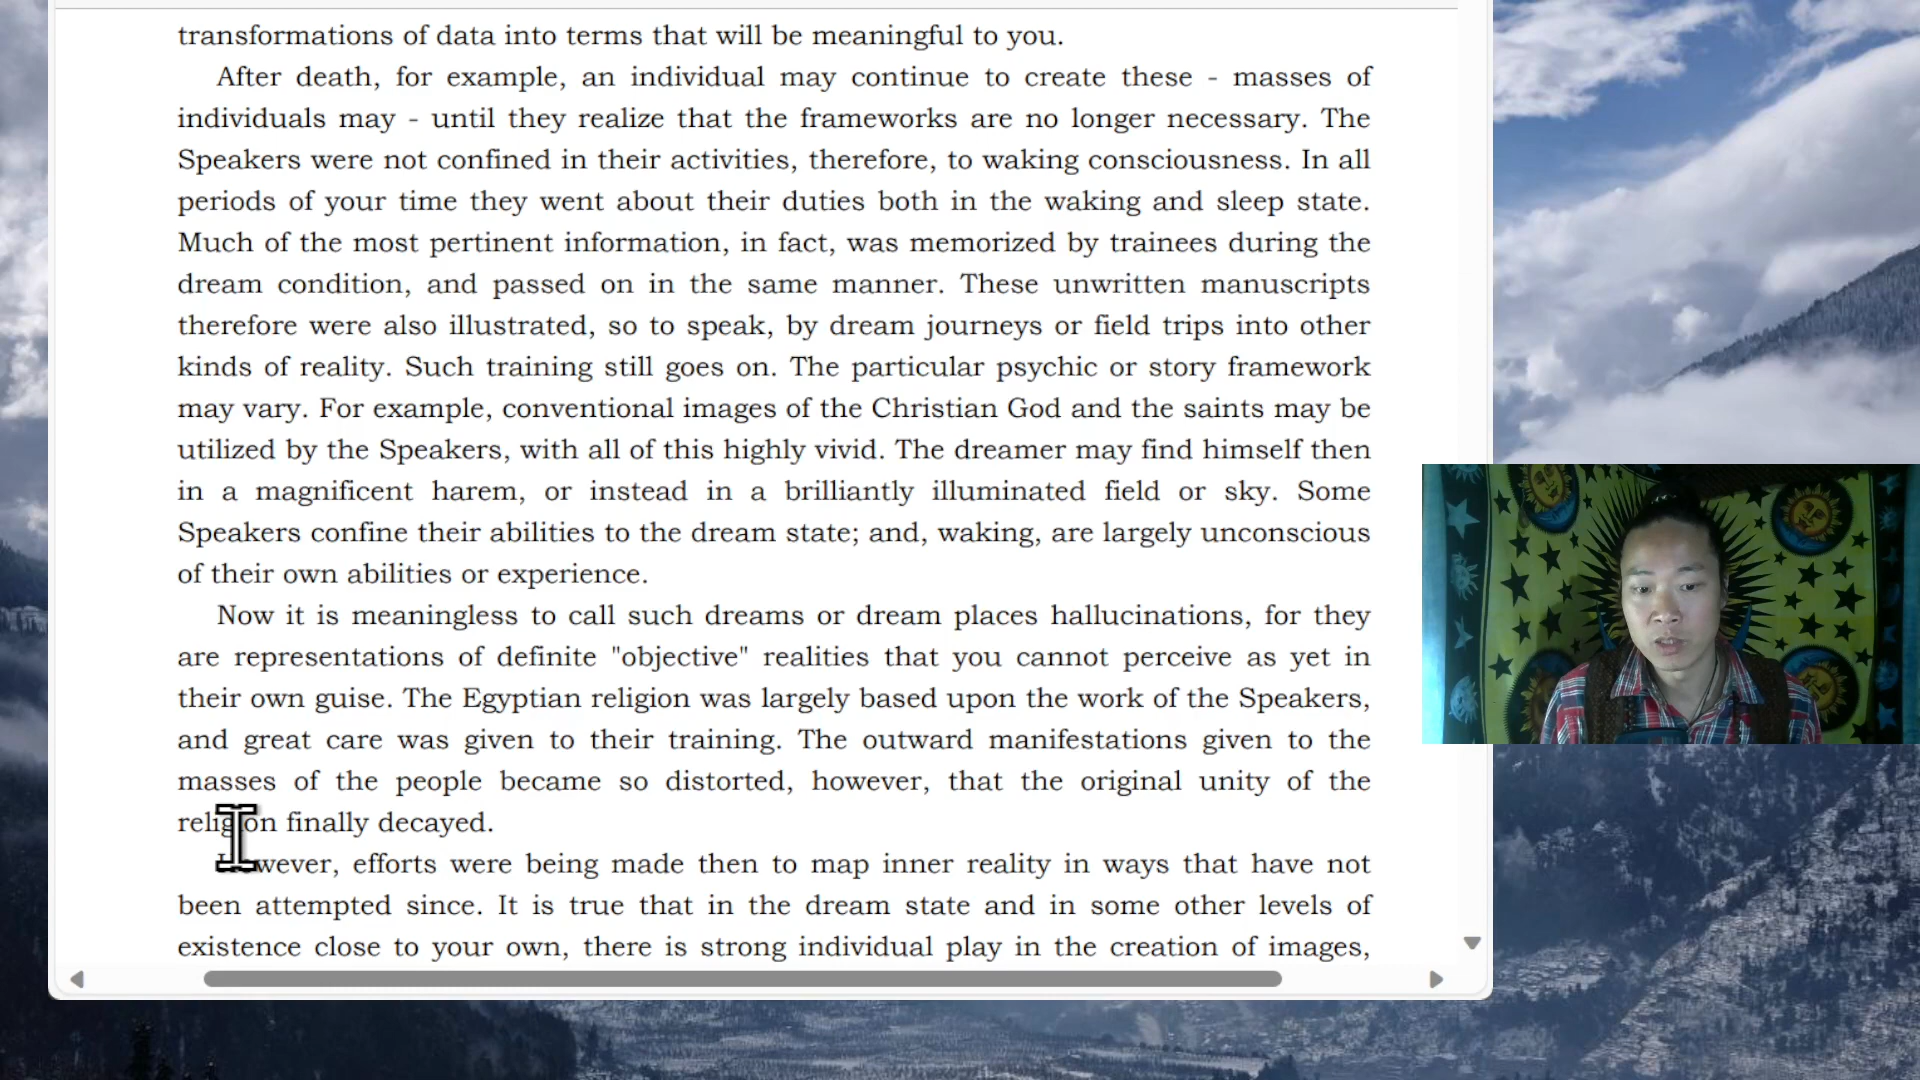 transformations of data into terms that will be meaningful to you.
After death, for example, an individual may continue to create these - masses of
individuals may - until they realize that the frameworks are no longer necessary. The
Speakers were not confined in their activities, therefore, to waking consciousness. In all
periods of your time they went about their duties both in the waking and sleep state.
Much of the most pertinent information, in fact, was memorized by trainees during the
dream condition, and passed on in the same manner. These unwritten manuscripts
therefore were also illustrated, so to speak, by dream journeys or field trips into other
kinds of reality. Such training still goes on. The particular psychic or story framework
may vary. For example, conventional images of the Christian God and the saints may be
utilized by the Speakers, with all of this highly vivid. The dreamer may find himself then
in a magnificent harem, or instead in a brilliantly illuminated field or sky. Some
Speakers confine their abilities to the dream state; and, waking, are largely unconscious
of their own abilities or experience.
Now it is meaningless to call such dreams or dream places hallucinations, for they
are representations of definite "objective" realities that you cannot perceive as yet in
their own guise. The Egyptian religion was largely based upon the work of the Speakers,
and great care was given to their training. The outward manifestations given to the
masses of the people became so distorted, however, that the original unity of the
religion finally decayed.
However, efforts were being made then to map inner reality in ways that have not
been attempted since. It is true that in the dream state and in some other levels of
existence close to your own, there is strong individual play in the creation of images,